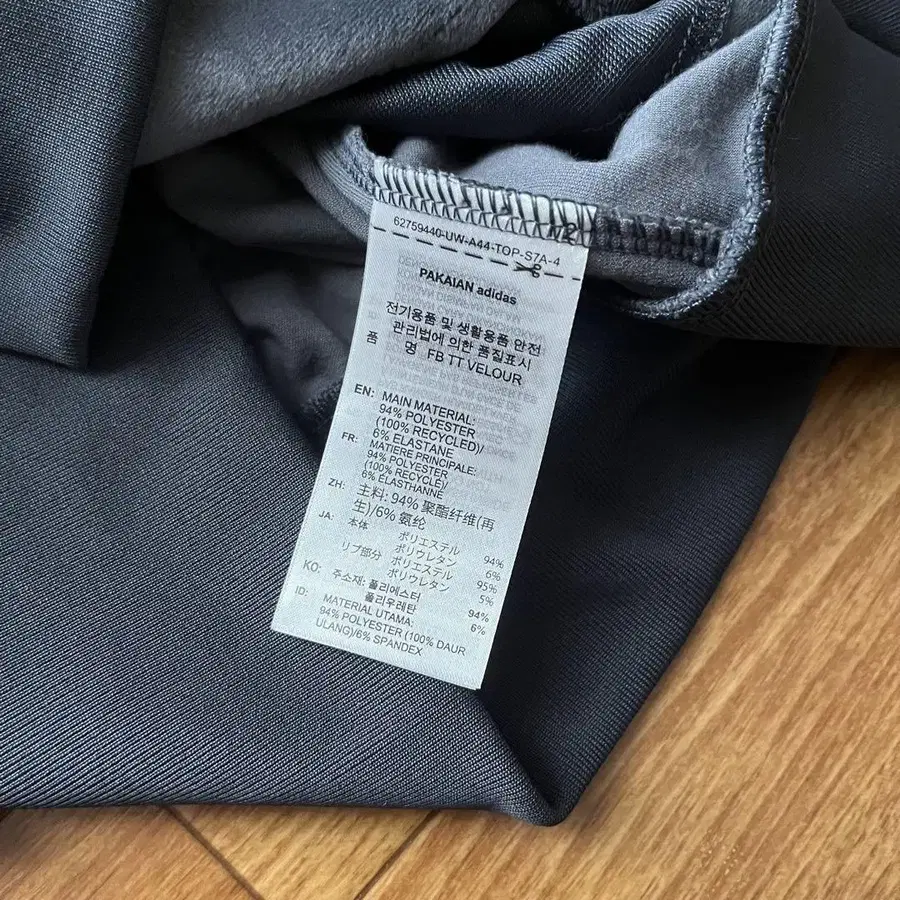 62759440-UW-A44-TOP-S7A-4
PAKAIAN adidas
전기용품 및 생활용품 안전
관리법에 의한 품질표시
품
명 FB TT VELOUR
EN: MAIN MATERIAL:
94% POLYESTER
(100% RECYCLED)/
6% ELASTANE
FR: MATIERE PRINCIPALE:
94% POLYESTER
(100% RECYCLÉ)/
6% ELASTHANNE
ZH: 主料: 94% 聚酯纤维(再
生)/6% 氨纶
JA: 本体 ポリエステル 94%
ポリウレタン 6%
リブ部分 ポリエステル 95%
ポリウレタン 5%
KO: 주소재: 폴리에스터 94%
폴리우레탄 6%
ID: MATERIAL UTAMA:
94% POLYESTER (100% DAUR
ULANG)/6% SPANDEX